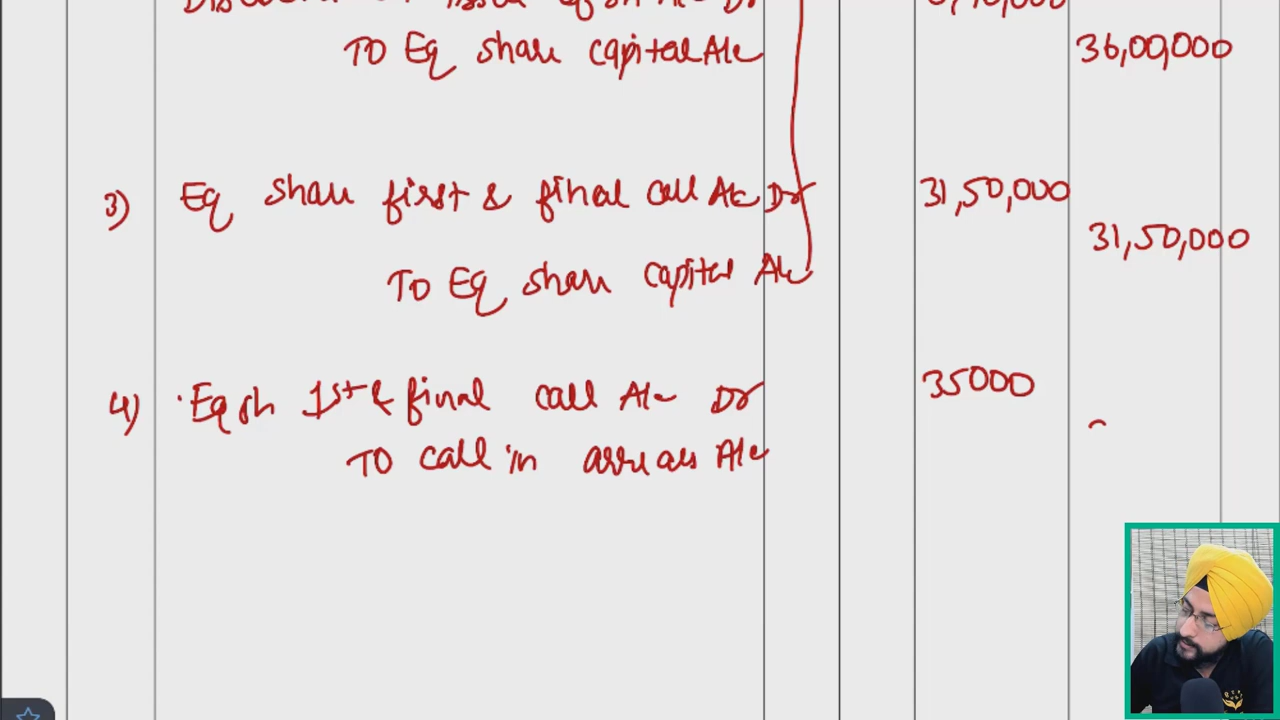 To Eq share capital A/c
36,00,000
3) Eq share first & final call A/c Dr 31,50,000
31,50,000
To Eq share capital A/c
4) Eq sh 1st & final call A/c Dr 35000
To call in arrears A/c